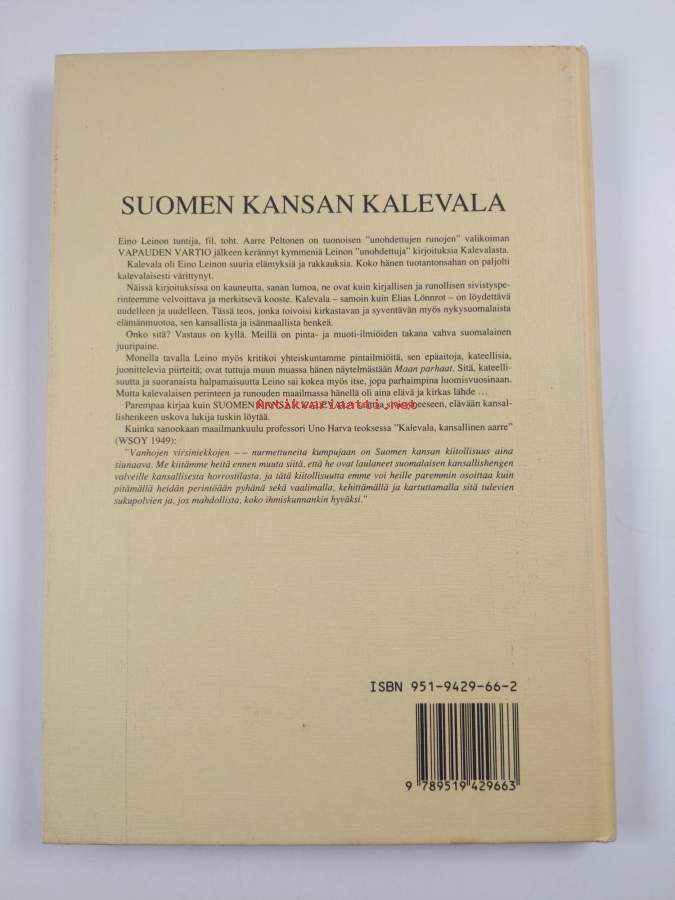 SUOMEN KANSAN KALEVALA
Eino Leinon tuntija, fil. toht. Aarre Peltonen on tuonoisen "unohdettujen runojen" valikoiman
VAPAUDEN VARTIO jälkeen kerännyt kymmeniä Leinon "unohdettuja" kirjoituksia Kalevalasta.
Kalevala oli Eino Leinon suuria elämyksiä ja rakkauksia. Koko hänen tuotantonsahan on paljolti
kalevalaisesti värittynyt.
Näissä kirjoituksissa on kauneutta, sanan lumoa, ne ovat kuin kirjallisen ja runollisen sivistyspe-
rinteemme velvoittava ja merkitsevä kooste. Kalevala – samoin kuin Elias Lönnrot – on löydettävä
uudelleen ja uudelleen. Tässä teos, jonka toivoisi kirkastavan ja syventävän myös nykysuomalaista
elämänmuotoa, sen kansallista ja isänmaallista henkeä.
Onko sitä? Vastaus on kyllä. Meillä on pinta- ja muoti-ilmiöiden takana vahva suomalainen
juuripaine.
Monella tavalla Leino myös kritikoi yhteiskuntamme pintailmiöitä, sen epäaitoja, kateellisia,
juonittelevia piirteitä; ovat tuttuja muun muassa hänen näytelmästään Maan parhaat. Sitä, kateelli-
suutta ja suoranaista halpamaisuutta Leino sai kokea myös itse, jopa parhaimpina luomisvuosinaan.
Mutta kalevalaisen perinteen ja runouden maailmassa hänellä oli aina elävä ja kirkas lähde ...
Parempaa kirjaa kuin SUOMEN KANSAN KALEVALA
Antikvariaatti.net
henkeen uskova lukija tuskin löytää.
Kuinka sanookaan maailmankuulu professori Uno Harva teoksessa "Kalevala, kansallinen aarre"
(WSOY 1949):
"Vanhojen virsiniekkojen –– nurmettuneita kumpujaan on Suomen kansan kiitollisuus aina
siunaava. Me kiitämme heitä ennen muuta siitä, että he ovat laulaneet suomalaisen kansallishengen
valveille kansallisesta horrostilasta, ja tätä kiitollisuutta emme voi heille paremmin osoittaa kuin
pitämällä heidän perintöään pyhänä sekä vaalimalla, kehittämällä ja kartuttamalla sitä tulevien
sukupolvien ja, jos mahdollista, koko ihmiskunnankin hyväksi."
ISBN 951-9429-66-2
9 789519 429663